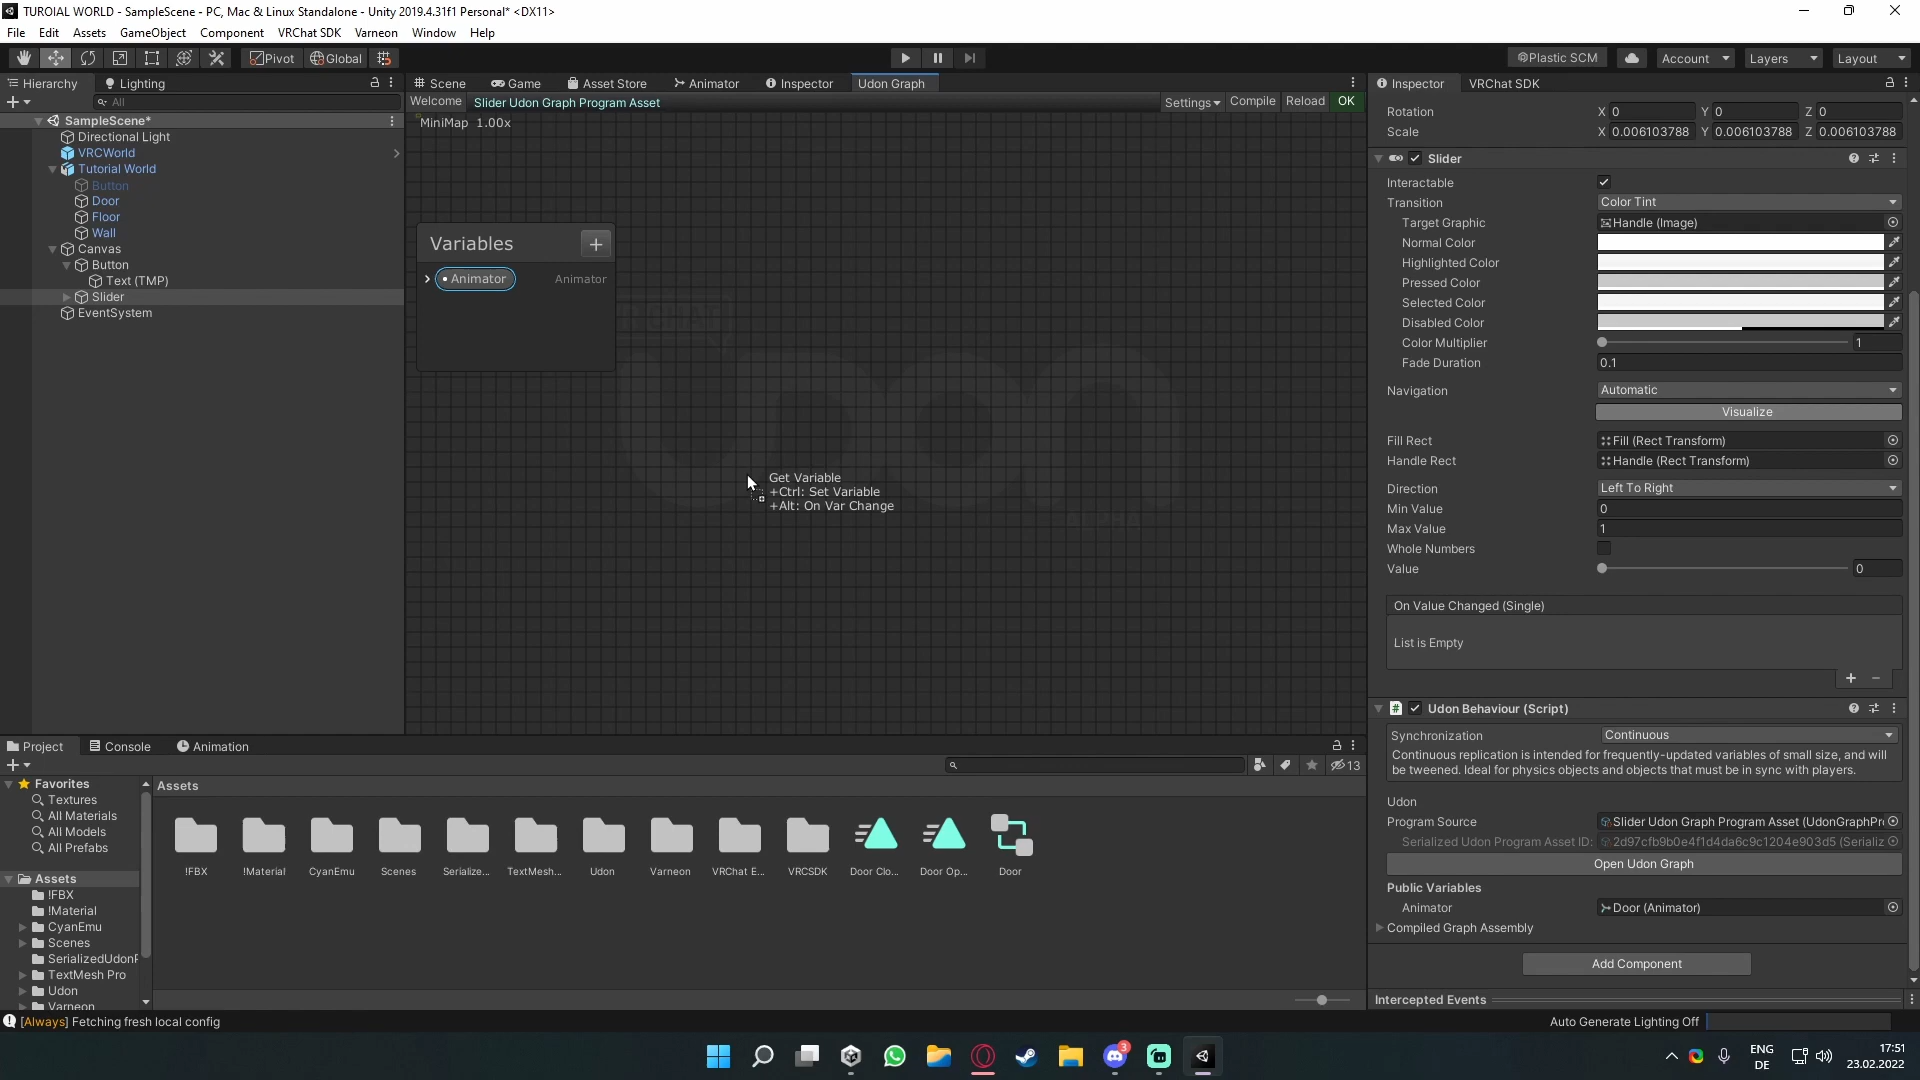 TUROIAL WORLD - SampleScene - PC, Mac & Linux Standalone - Unity 2019.4.31f1 Personal* <DX11>
File Edit Assets GameObject Component VRChat SDK Varneon Window Help
Pivot Global Plastic SCM Account Layers Layout
Hierarchy Lighting
All
SampleScene*
Directional Light
VRCWorld
Tutorial World
Button
Door
Floor
Wall
Canvas
Button
Text (TMP)
Slider
EventSystem
Scene Game Asset Store Animator Inspector Udon Graph
Welcome Slider Udon Graph Program Asset Settings Compile Reload OK
MiniMap 1.00x
Variables +
Animator Animator
Get Variable
+Ctrl: Set Variable
+Alt: On Var Change
Inspector VRChat SDK
Rotation X 0 Y 0 Z 0
Scale X 0.006103788 Y 0.006103788 Z 0.006103788
Slider
Interactable
Transition Color Tint
Target Graphic Handle (Image)
Normal Color
Highlighted Color
Pressed Color
Selected Color
Disabled Color
Color Multiplier 1
Fade Duration 0.1
Navigation Automatic
Visualize
Fill Rect Fill (Rect Transform)
Handle Rect Handle (Rect Transform)
Direction Left To Right
Min Value 0
Max Value 1
Whole Numbers
Value 0
On Value Changed (Single)
List is Empty
Udon Behaviour (Script)
Synchronization Continuous
Continuous replication is intended for frequently-updated variables of small size, and will
be tweened. Ideal for physics objects and objects that must be in sync with players.
Udon
Program Source Slider Udon Graph Program Asset (UdonGraphPr
Serialized Udon Program Asset ID: 2d97cfb9b0e4f1d4da6c9c1204e903d5 (Serializ
Open Udon Graph
Public Variables
Animator Door (Animator)
Compiled Graph Assembly
Add Component
Intercepted Events
Project Console Animation
13
Favorites
Textures
All Materials
All Models
All Prefabs
Assets
!FBX
!Material
CyanEmu
Scenes
SerializedUdonF
TextMesh Pro
Udon
Varneon
Assets
!FBX !Material CyanEmu Scenes Serialize... TextMesh... Udon Varneon VRChat E... VRCSDK Door Clo... Door Op... Door
[Always] Fetching fresh local config
Auto Generate Lighting Off
3
ENG
DE
17:51
23.02.2022